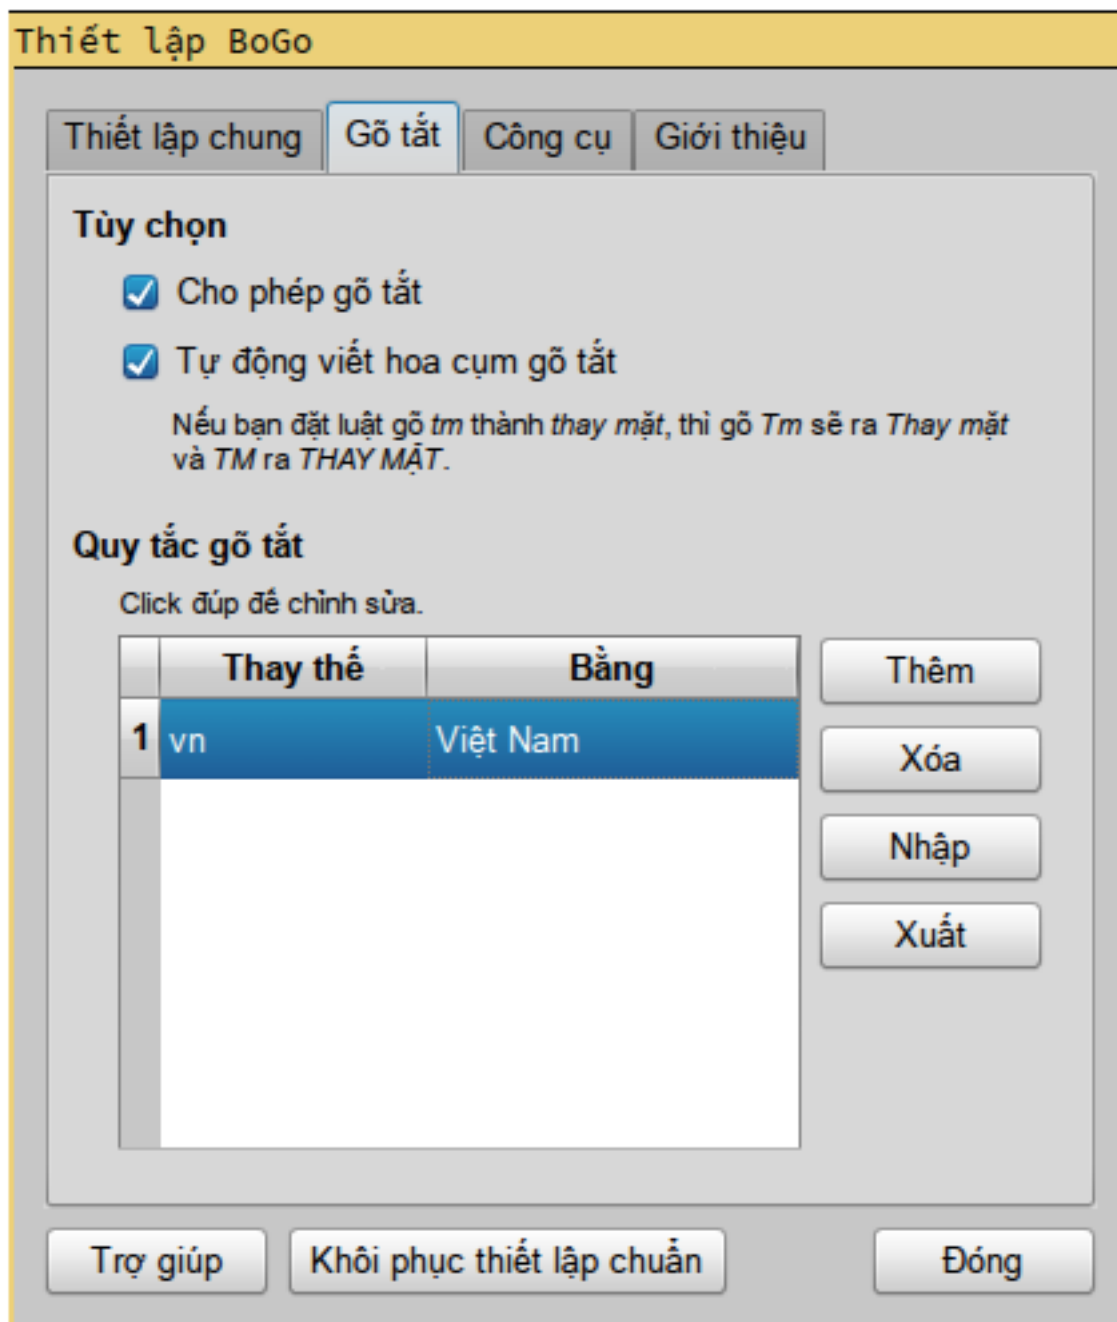 Thiết lập BoGo
Thiết lập chung Gõ tắt Công cụ Giới thiệu
Tùy chọn
Cho phép gõ tắt
Tự động viết hoa cụm gõ tắt
Nếu bạn đặt luật gõ tm thành thay mặt, thì gõ Tm sẽ ra Thay mặt
và TM ra THAY MẶT.
Quy tắc gõ tắt
Click đúp để chỉnh sửa.
Thay thế Bằng
1 vn Việt Nam
Thêm
Xóa
Nhập
Xuất
Trợ giúp Khôi phục thiết lập chuẩn Đóng